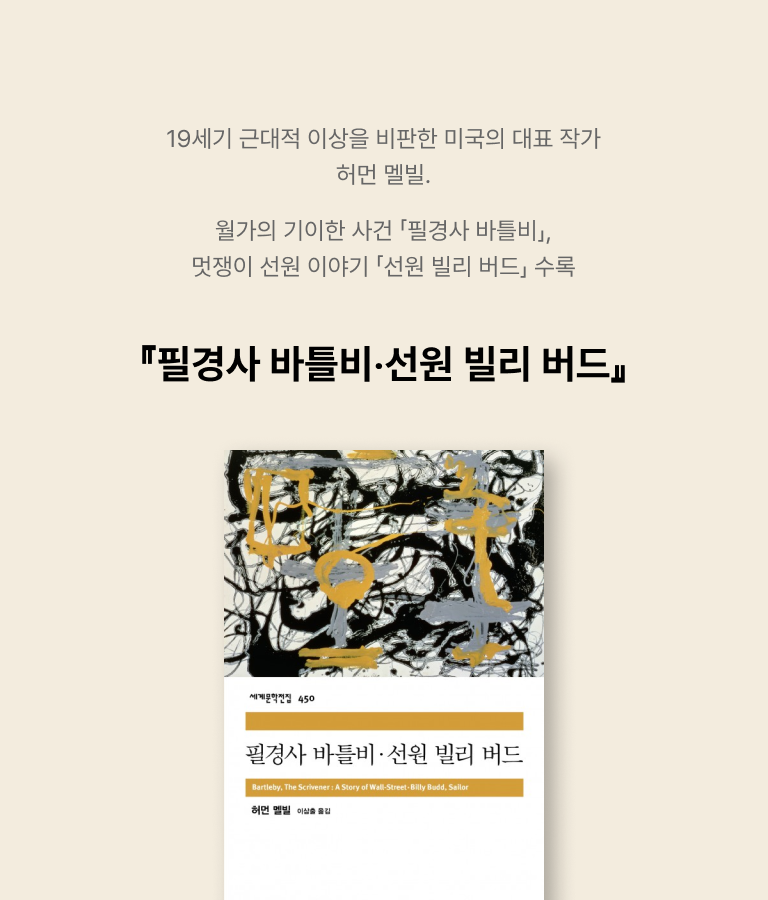 19세기 근대적 이상을 비판한 미국의 대표 작가
허먼 멜빌.
월가의 기이한 사건 「필경사 바틀비」,
멋쟁이 선원 이야기 「선원 빌리 버드」 수록
『필경사 바틀비·선원 빌리 버드』
세계문학전집 450
필경사 바틀비·선원 빌리 버드
Bartleby, The Scrivener : A Story of Wall-Street·Billy Budd, Sailor
허먼 멜빌 이삼출 옮김